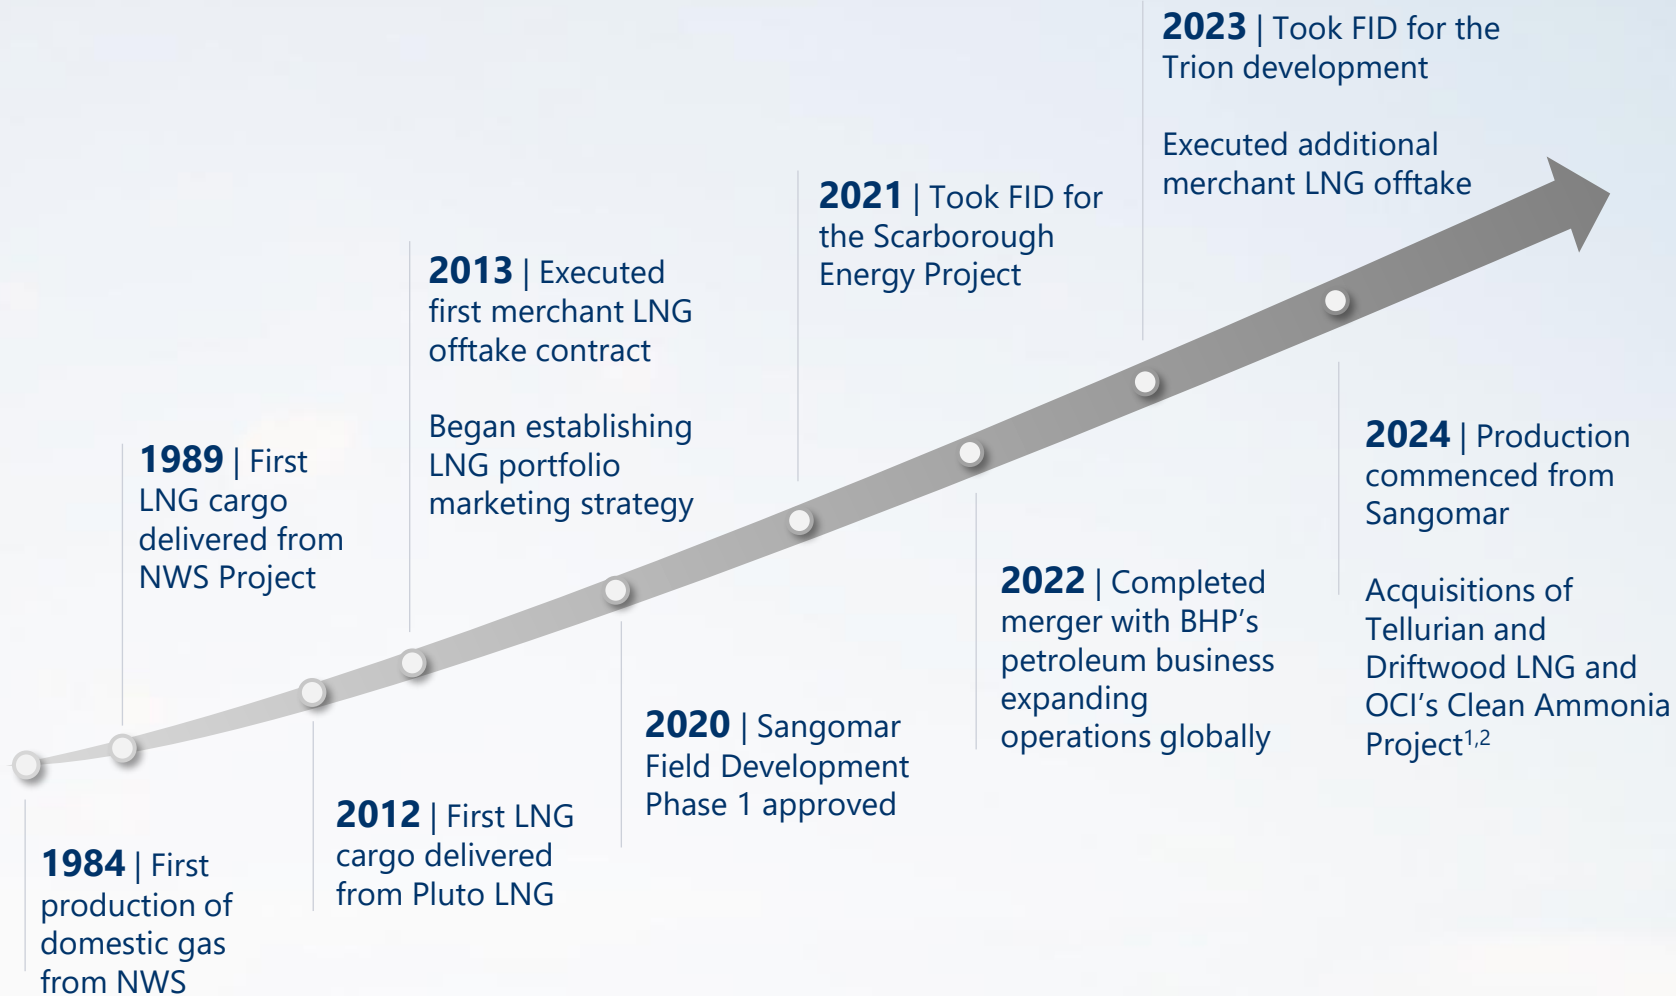 1984 | First
production of
domestic gas
from NWS
1989 | First
LNG cargo
delivered from
NWS Project
2012 | First LNG
cargo delivered
from Pluto LNG
2013 | Executed
first merchant LNG
offtake contract
Began establishing
LNG portfolio
marketing strategy
2020 | Sangomar
Field Development
Phase 1 approved
2021 | Took FID for
the Scarborough
Energy Project
2022 | Completed
merger with BHP’s
petroleum business
expanding
operations globally
2023 | Took FID for the
Trion development
Executed additional
merchant LNG offtake
2024 | Production
commenced from
Sangomar
Acquisitions of
Tellurian and
Driftwood LNG and
OCI’s Clean Ammonia
Project1,2